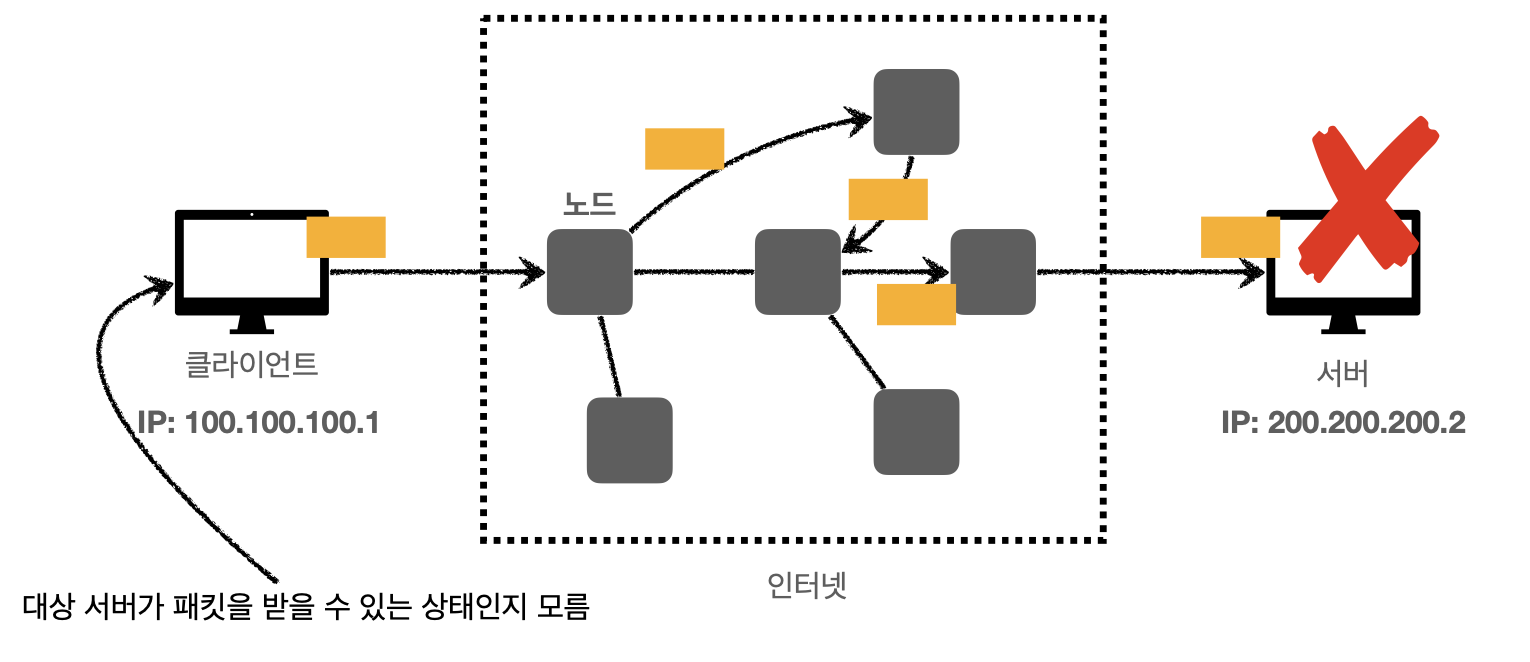 노드
클라이언트
IP: 100.100.100.1
서버
IP: 200.200.200.2
인터넷
대상 서버가 패킷을 받을 수 있는 상태인지 모름